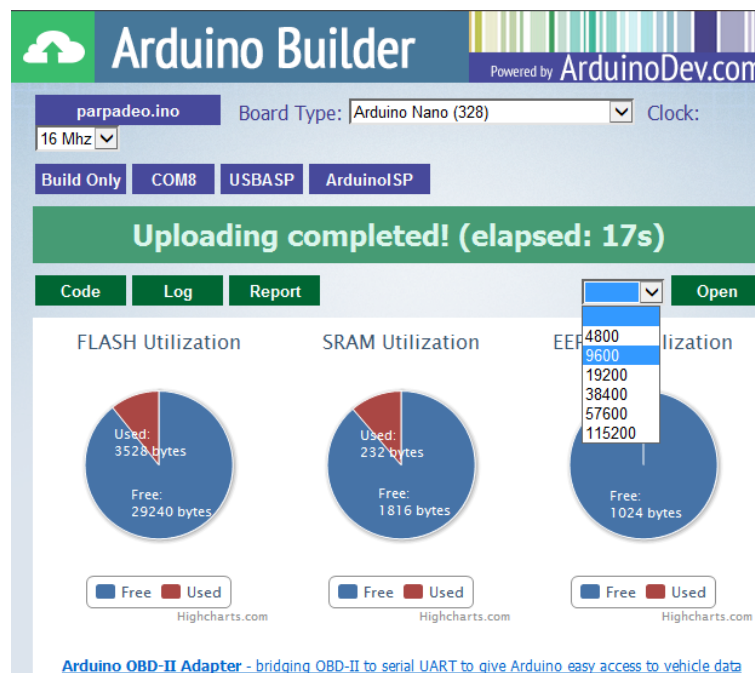 Arduino Builder
Powered by ArduinoDev.com
parpadeo.ino Board Type: Arduino Nano (328) Clock:
16 Mhz
Build Only COM8 USBASP ArduinoISP
Uploading completed! (elapsed: 17s)
Code Log Report Open
4800
9600
19200
38400
57600
115200
FLASH Utilization SRAM Utilization
Used:
3528 bytes
Free:
29240 bytes
Used:
232 bytes
Free:
1816 bytes
Free:
1024 bytes
Free Used Free Used Free Used
Highcharts.com Highcharts.com Highcharts.com
Arduino OBD-II Adapter - bridging OBD-II to serial UART to give Arduino easy access to vehicle data